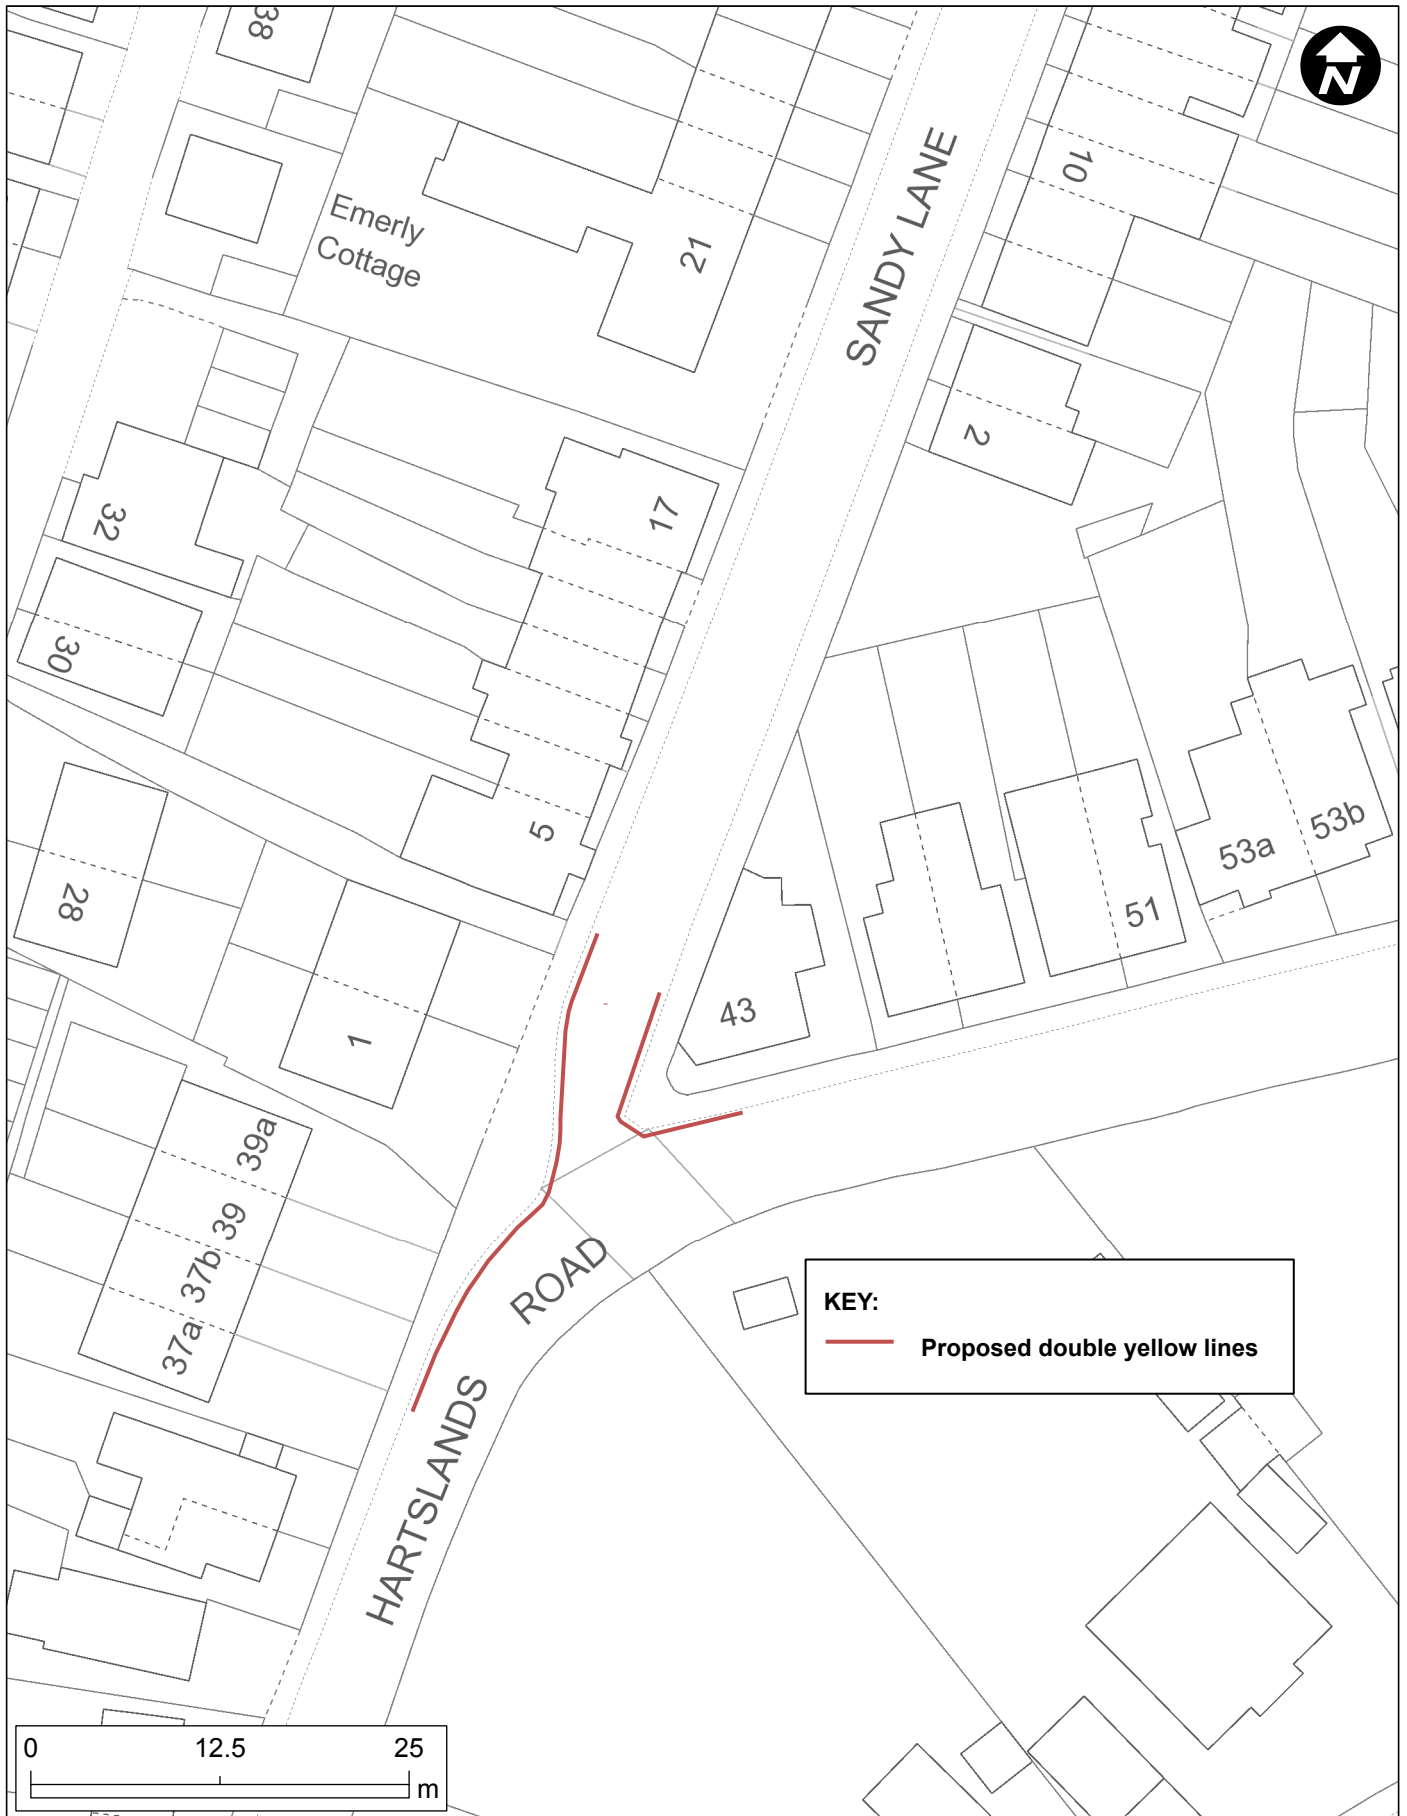 38
N
10
SANDY LANE
Emerly
Cottage
21
2
17
32
30
5
53b
53a
51
28
43
1
39a
39
37b
37a
HARTSLANDS ROAD
KEY:
Proposed double yellow lines
0 12.5 25
m